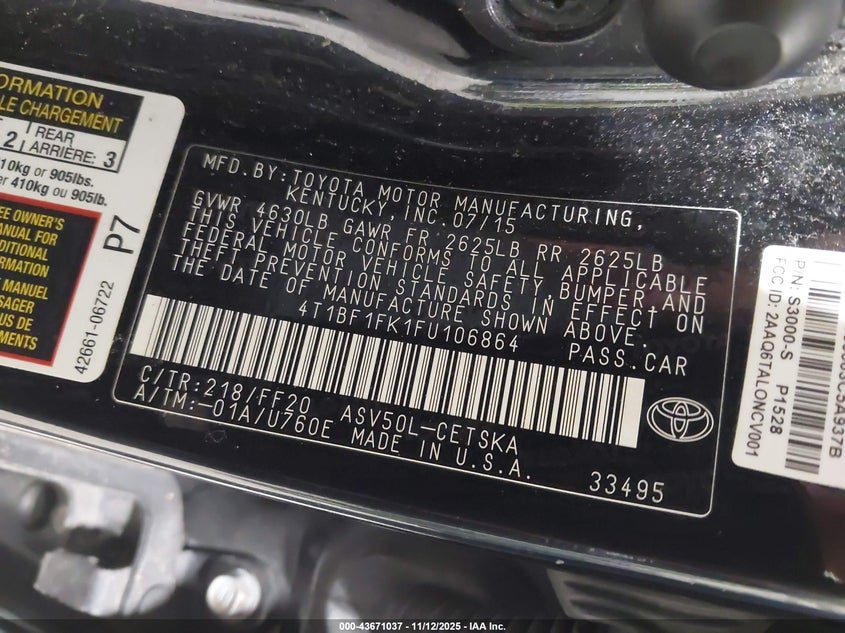 ORMATION
LE CHARGEMENT
2 REAR ARRIÈRE: 3
10kg or 905lbs.
er 410kg ou 905lb.
EE OWNER'S
MANUAL FOR
DITIONAL
FORMATION
MANUEL
SAGER
US DE
42661-06722
P7
MFD. BY: TOYOTA MOTOR MANUFACTURING,
KENTUCKY, INC. 07/15
GVWR 4630LB GAWR FR 2625LB RR 2625LB
THIS VEHICLE CONFORMS TO ALL APPLICABLE
FEDERAL MOTOR VEHICLE SAFETY, BUMPER AND
THEFT PREVENTION STANDARDS IN EFFECT ON
THE DATE OF MANUFACTURE SHOWN ABOVE.
4T1BF1FK1FU106864 PASS.CAR
C/TR:218/FF20 ASV50L-CETSKA
A/TM:-01A/U760E MADE IN U.S.A.
33495
P/N: S3000-S P1528
FCC ID: 2AAQ6TALONCV001
000-43671037 - 11/12/2025 - IAA Inc.